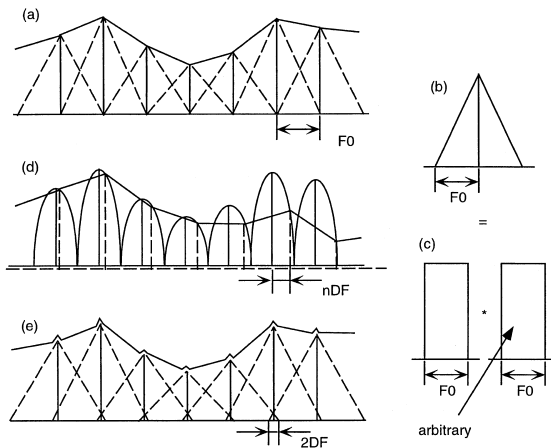 (a)
F0
(b)
F0
=
(c)
*
F0
F0
arbitrary
(d)
nDF
(e)
2DF